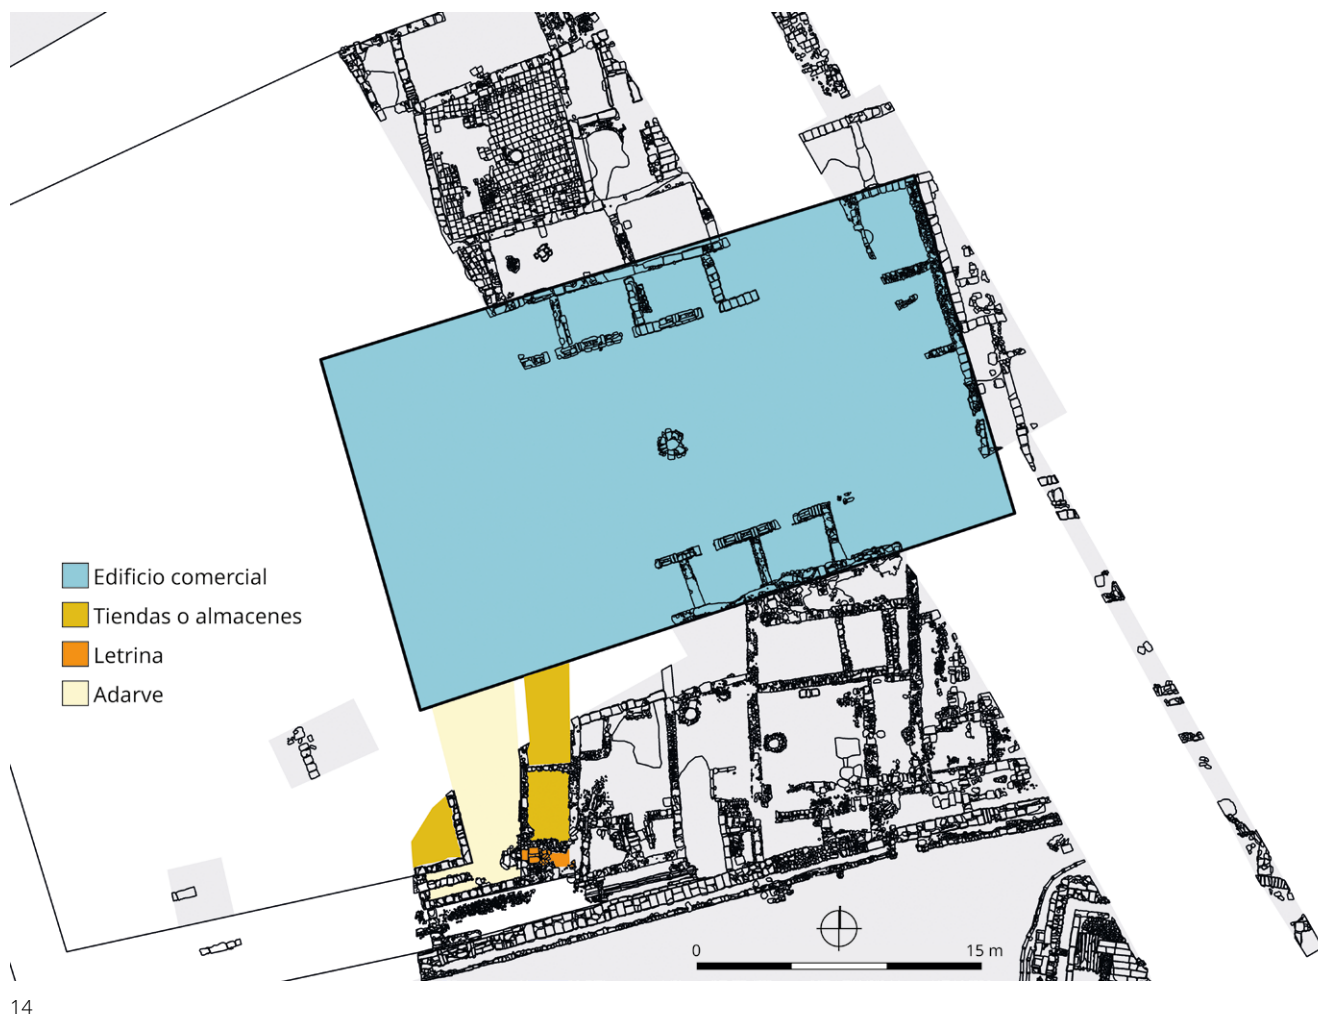 Edificio comercial
Tiendas o almacenes
Letrina
Adarve
0 15 m
14